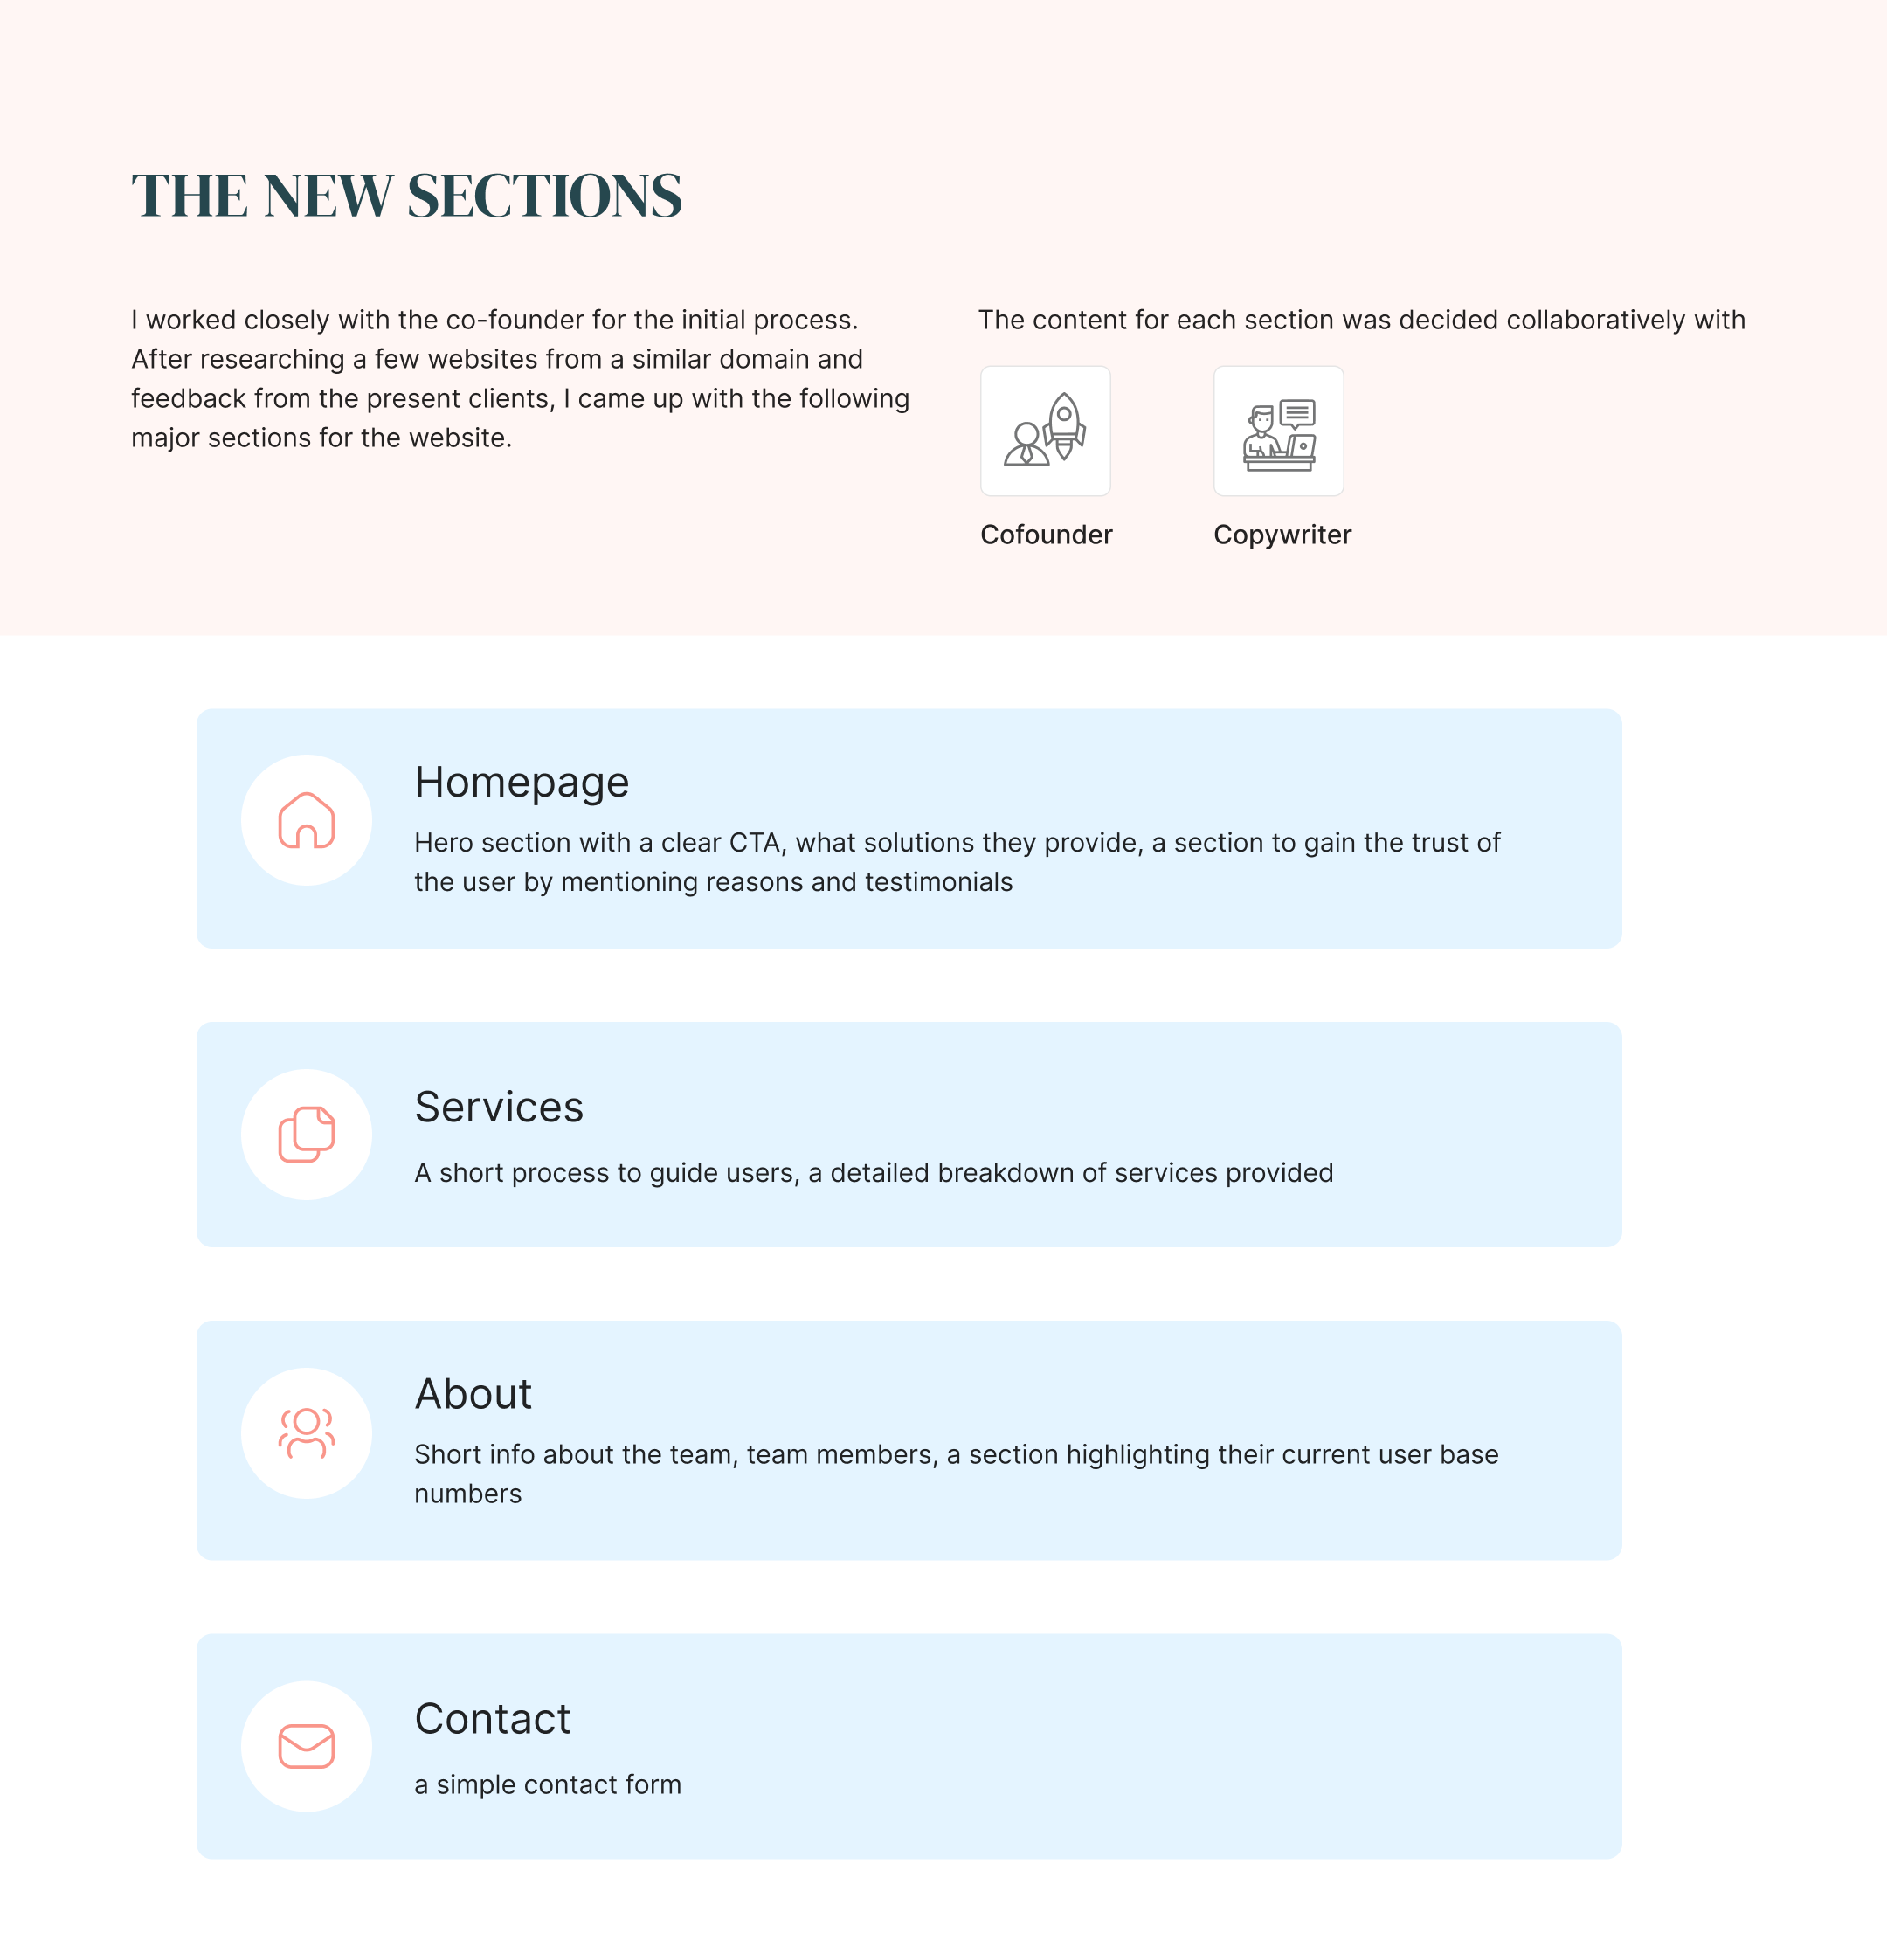 THE NEW SECTIONS
I worked closely with the co-founder for the initial process.
After researching a few websites from a similar domain and
feedback from the present clients, I came up with the following
major sections for the website.
The content for each section was decided collaboratively with
Cofounder
Copywriter
Homepage
Hero section with a clear CTA, what solutions they provide, a section to gain the trust of
the user by mentioning reasons and testimonials
Services
A short process to guide users, a detailed breakdown of services provided
About
Short info about the team, team members, a section highlighting their current user base
numbers
Contact
a simple contact form